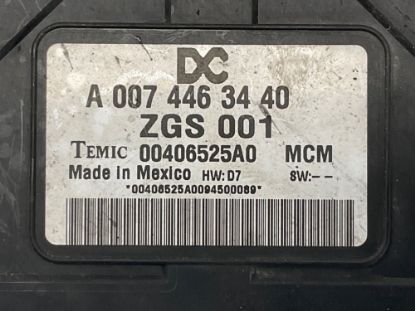 DC
A 007 446 34 40
ZGS 001
TEMIC 00406525A0 MCM
Made in Mexico HW:D7 SW:--
*00406525A0094500089*